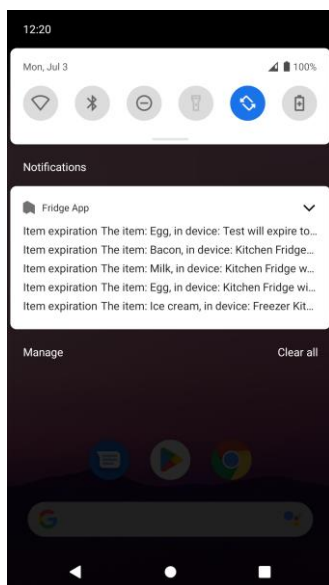 12:20
Mon, Jul 3
100%
Notifications
Fridge App
Item expiration The item: Egg, in device: Test will expire to...
Item expiration The item: Bacon, in device: Kitchen Fridge...
Item expiration The item: Milk, in device: Kitchen Fridge w...
Item expiration The item: Egg, in device: Kitchen Fridge wi...
Item expiration The item: Ice cream, in device: Freezer Kit...
Manage
Clear all